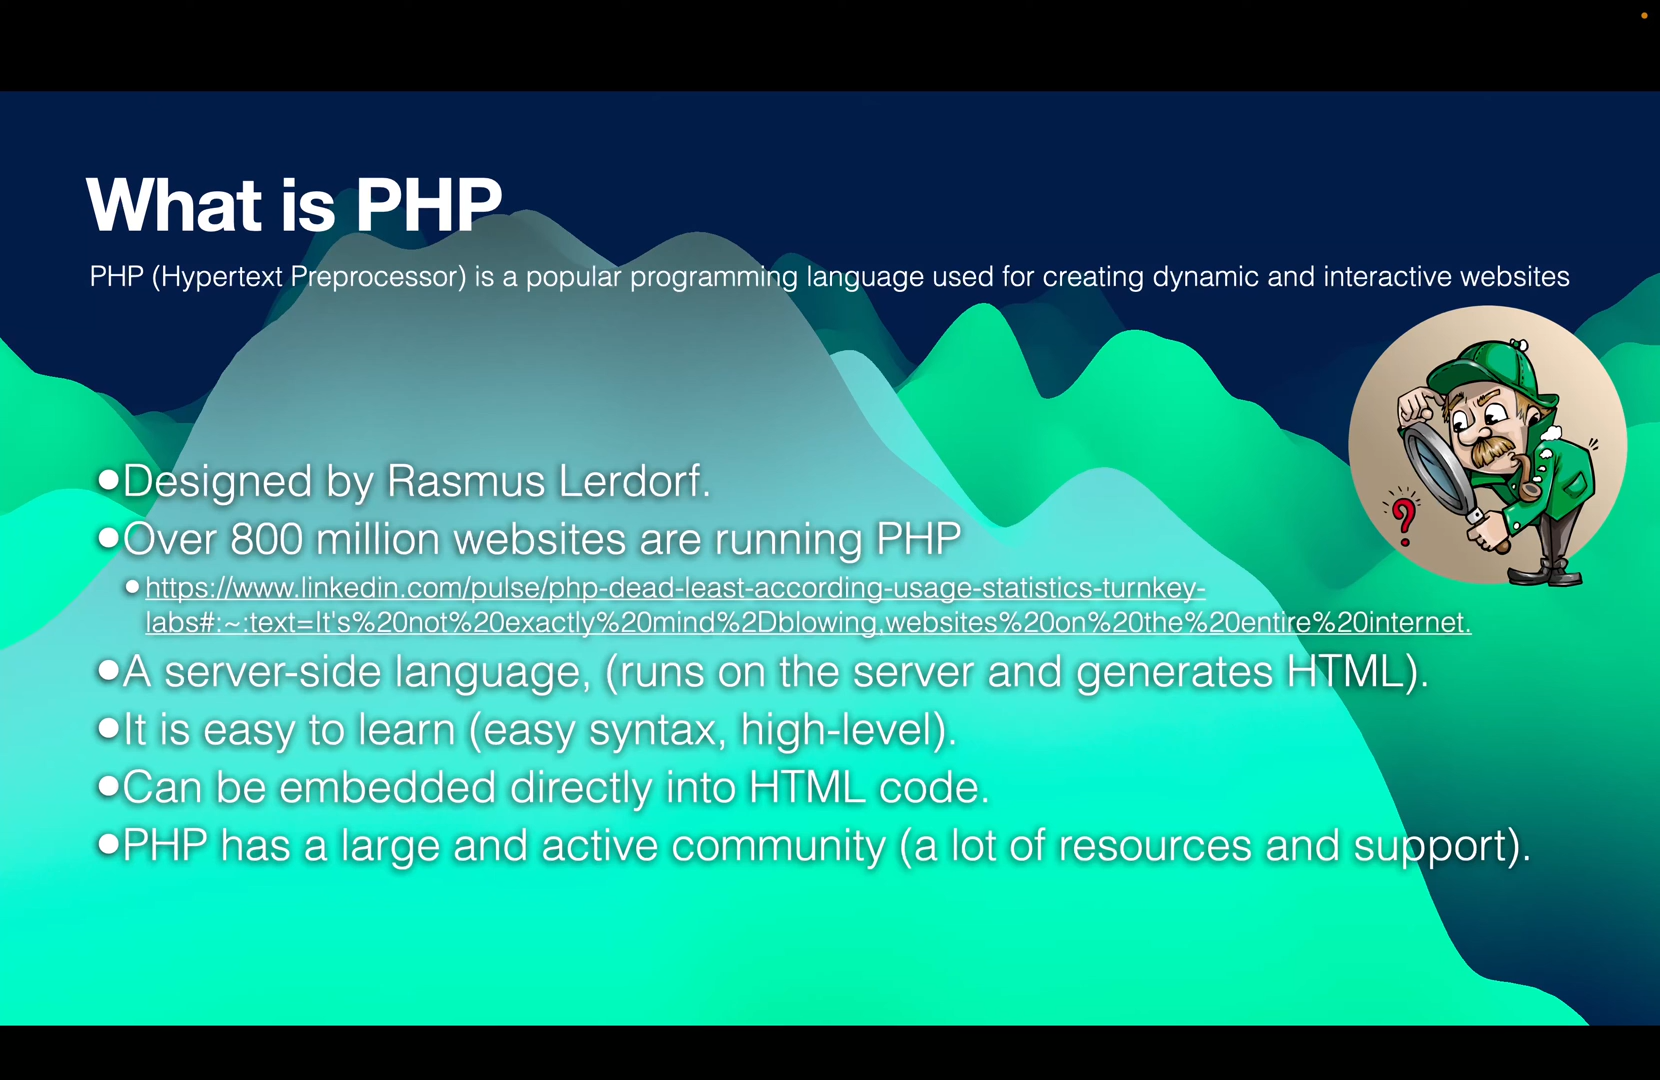 What is PHP
PHP (Hypertext Preprocessor) is a popular programming language used for creating dynamic and interactive websites
•Designed by Rasmus Lerdorf.
•Over 800 million websites are running PHP
•https://www.linkedin.com/pulse/php-dead-least-according-usage-statistics-turnkey-
labs#:~:text=It's%20not%20exactly%20mind%2Dblowing,websites%20on%20the%20entire%20internet.
•A server-side language, (runs on the server and generates HTML).
•It is easy to learn (easy syntax, high-level).
•Can be embedded directly into HTML code.
•PHP has a large and active community (a lot of resources and support).
?